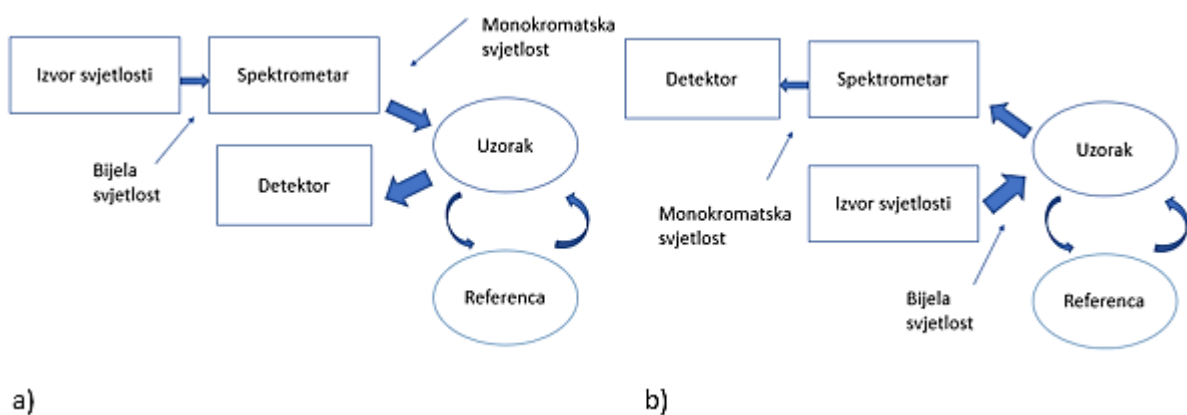 Monokromatska
svjetlost
Izvor svjetlosti
Spektrometar
Uzorak
Bijela
svjetlost
Detektor
Referenca
a)
Detektor
Spektrometar
Uzorak
Izvor svjetlosti
Monokromatska
svjetlost
Bijela
svjetlost
Referenca
b)